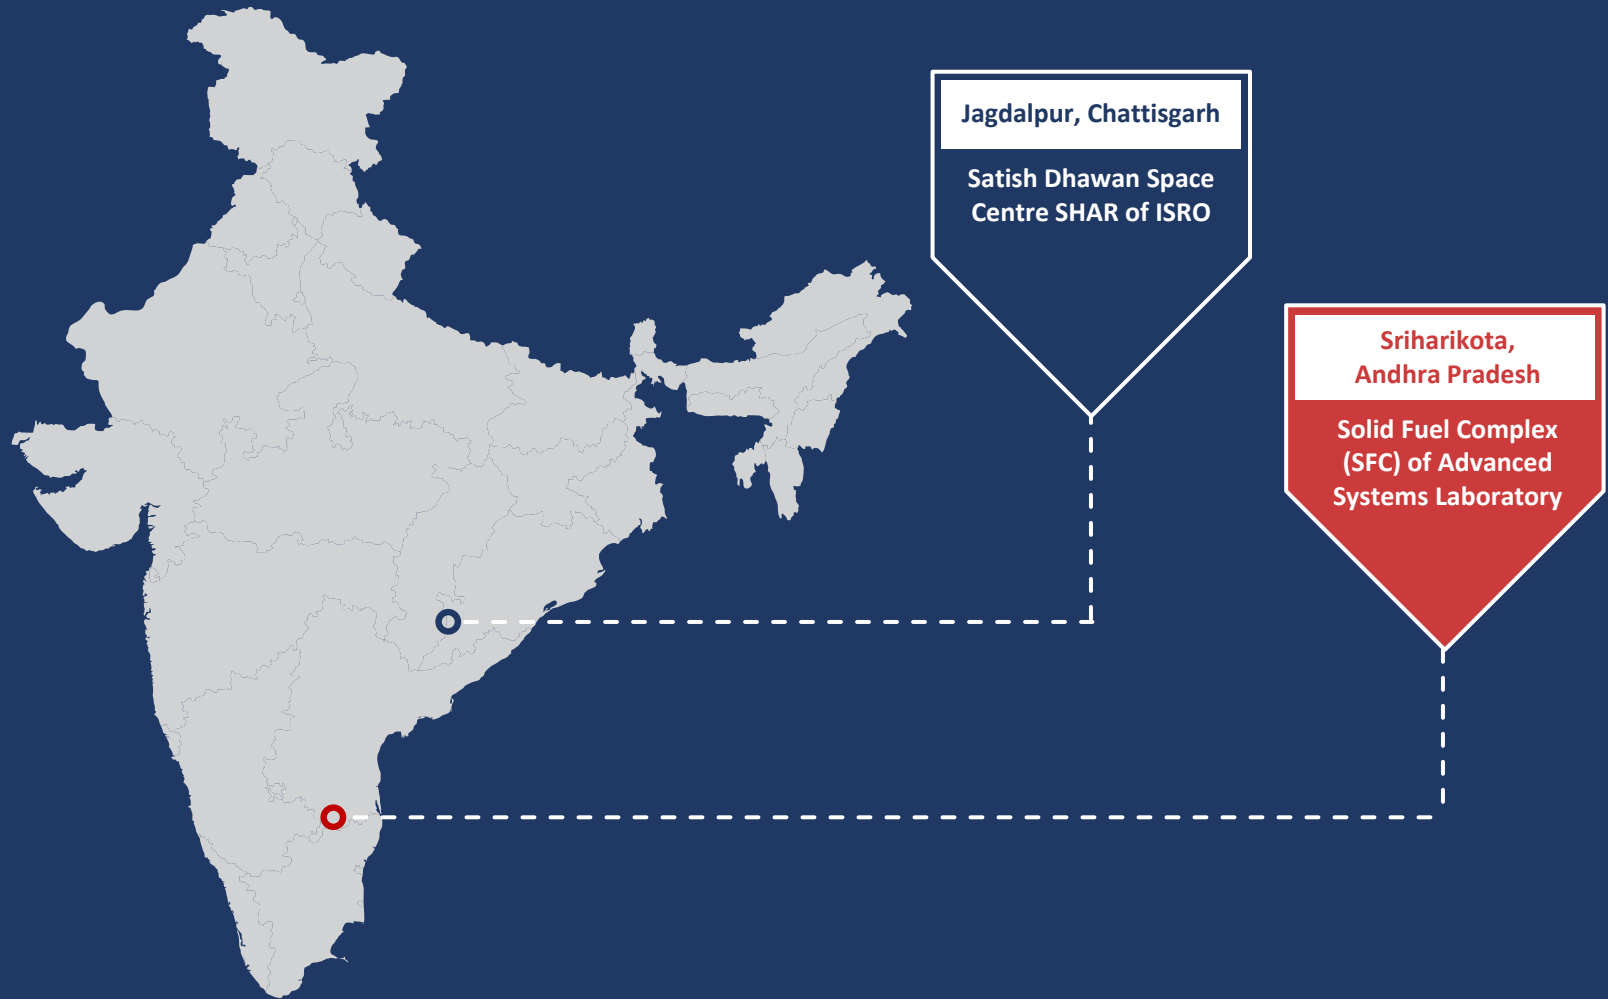 Jagdalpur, Chattisgarh
Satish Dhawan Space
Centre SHAR of ISRO
Sriharikota,
Andhra Pradesh
Solid Fuel Complex
(SFC) of Advanced
Systems Laboratory